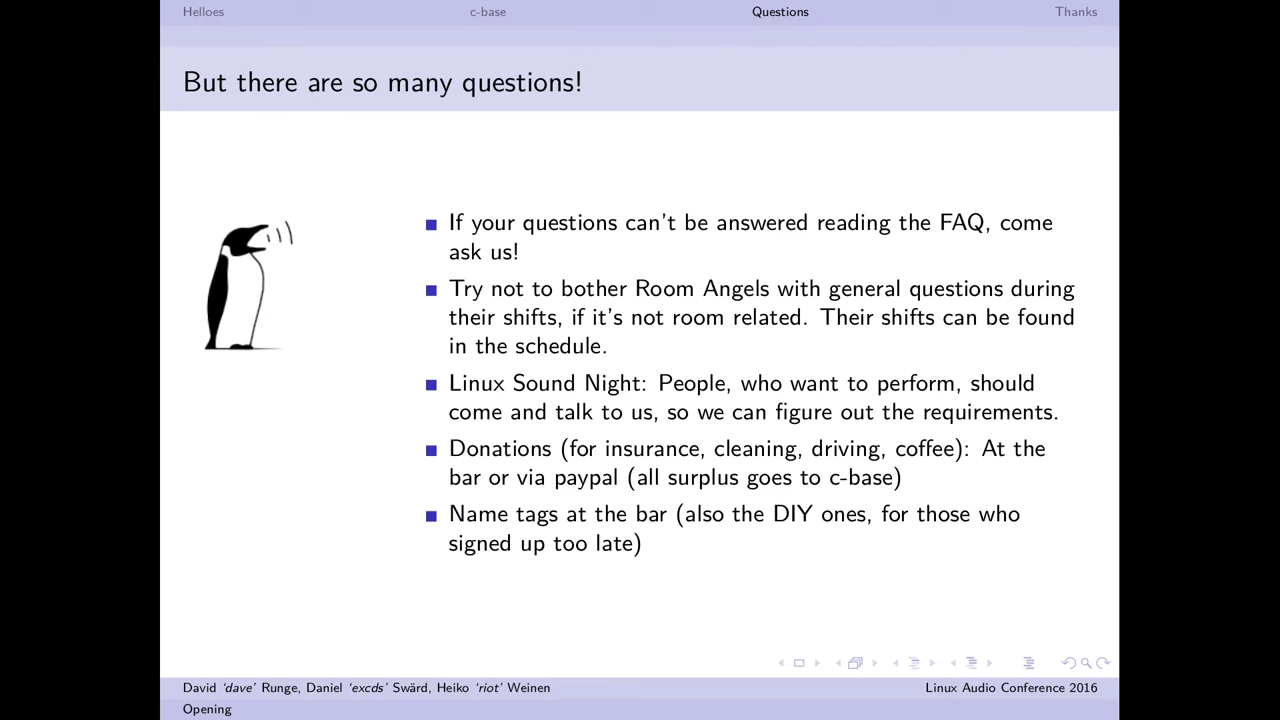 Helloes c-base Questions Thanks
But there are so many questions!
If your questions can't be answered reading the FAQ, come
ask us!
Try not to bother Room Angels with general questions during
their shifts, if it's not room related. Their shifts can be found
in the schedule.
Linux Sound Night: People, who want to perform, should
come and talk to us, so we can figure out the requirements.
Donations (for insurance, cleaning, driving, coffee): At the
bar or via paypal (all surplus goes to c-base)
Name tags at the bar (also the DIY ones, for those who
signed up too late)
David 'dave' Runge, Daniel 'excds' Swärd, Heiko 'riot' Weinen Linux Audio Conference 2016
Opening